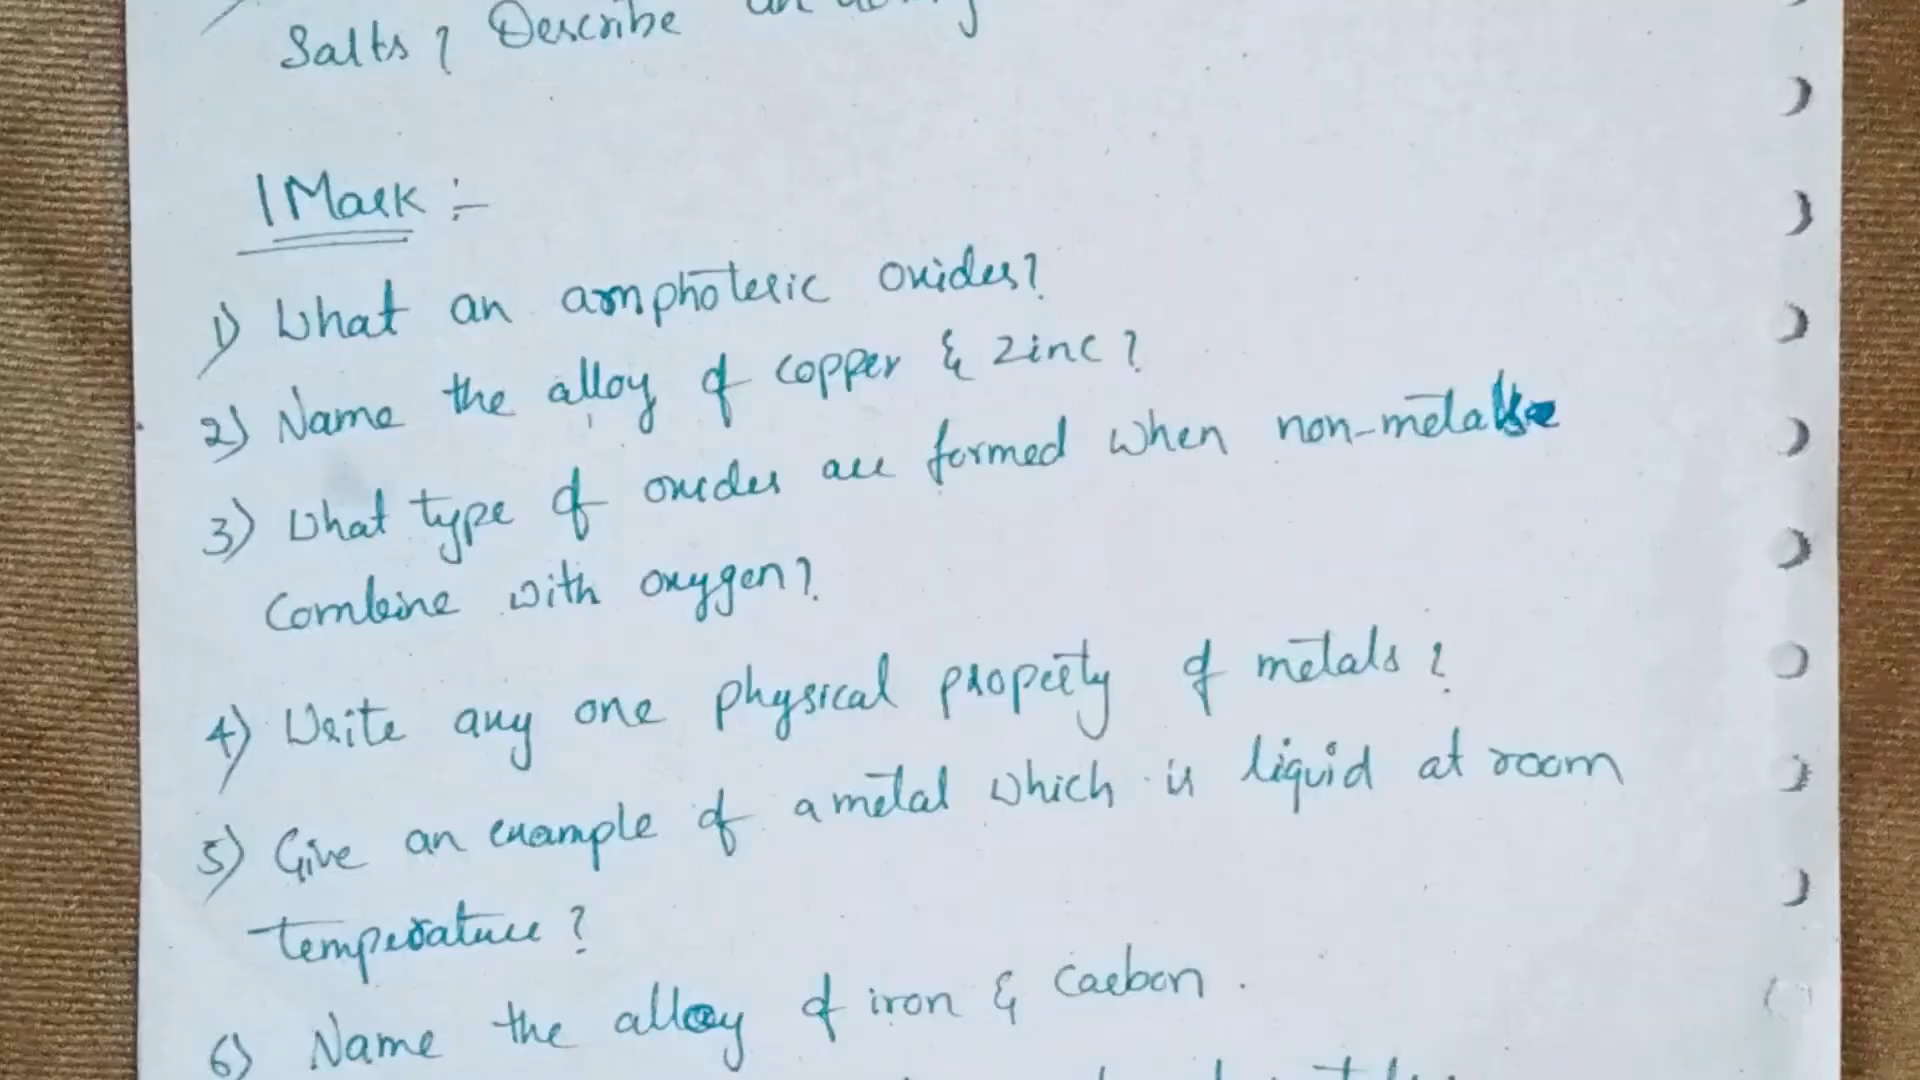 Salts? Describe
1 Mark :-
1) What an amphoteric oxides?
2) Name the alloy of copper & zinc?
3) What type of oxides are formed when non-metals
Combine with oxygen?
4) Write any one physical property of metals?
5) Give an example of a metal which is liquid at room
temperature?
6) Name the alloy of iron & Carbon.